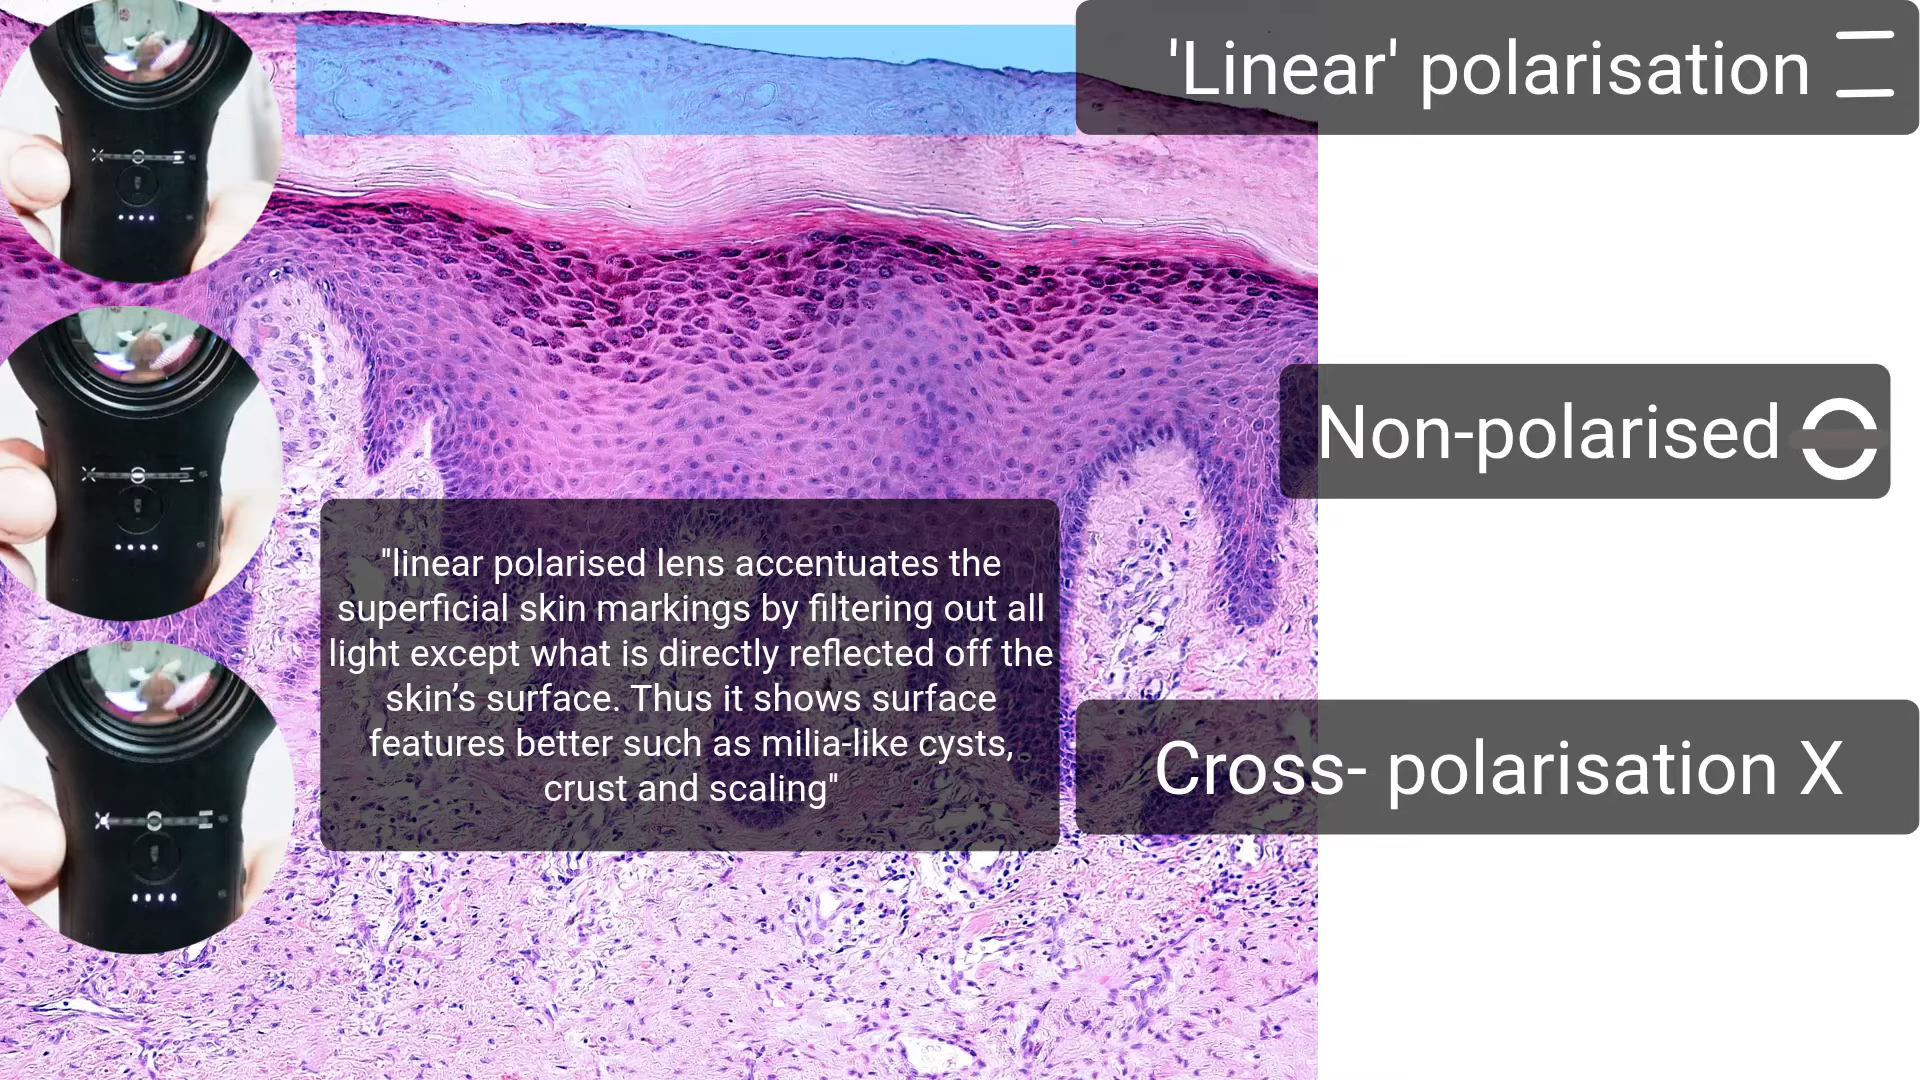 'Linear' polarisation
Non-polarised
"linear polarised lens accentuates the
superficial skin markings by filtering out all
light except what is directly reflected off the
skin’s surface. Thus it shows surface
features better such as milia-like cysts,
crust and scaling"
Cross- polarisation X